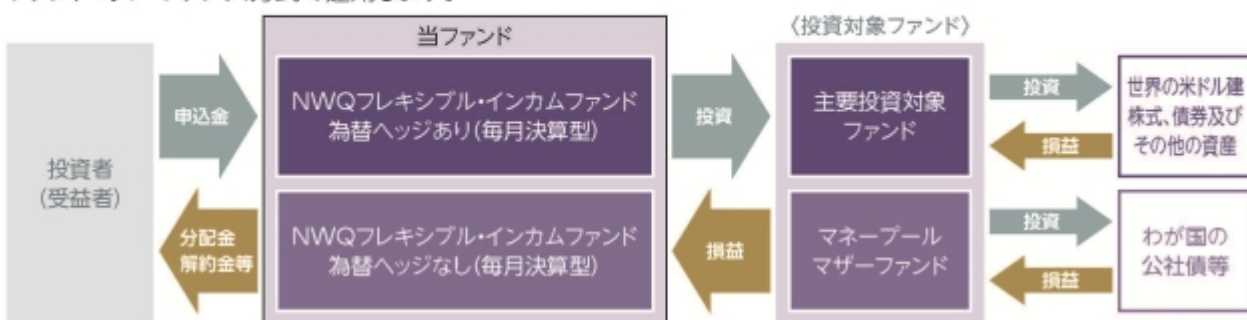 〈投資対象ファンド〉
当ファンド
投資者
(受益者)
申込金
分配金
解約金等
NWQフレキシブル・インカムファンド
為替ヘッジあり(毎月決算型)
NWQフレキシブル・インカムファンド
為替ヘッジなし(毎月決算型)
投資
損益
主要投資対象
ファンド
マネープール
マザーファンド
投資
損益
投資
損益
世界の米ドル建
株式、債券及び
その他の資産
わが国の
公社債等